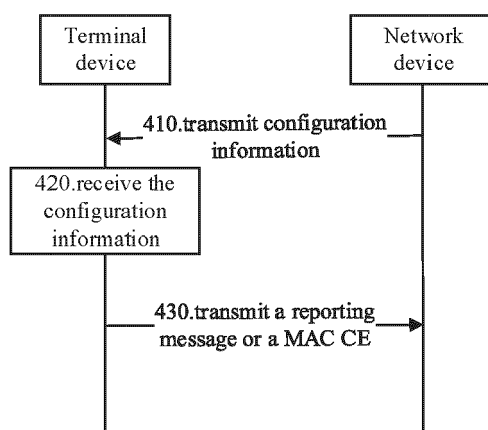 Terminal
device
Network
device
410.transmit configuration
information
420.receive the
configuration
information
430.transmit a reporting
message or a MAC CE